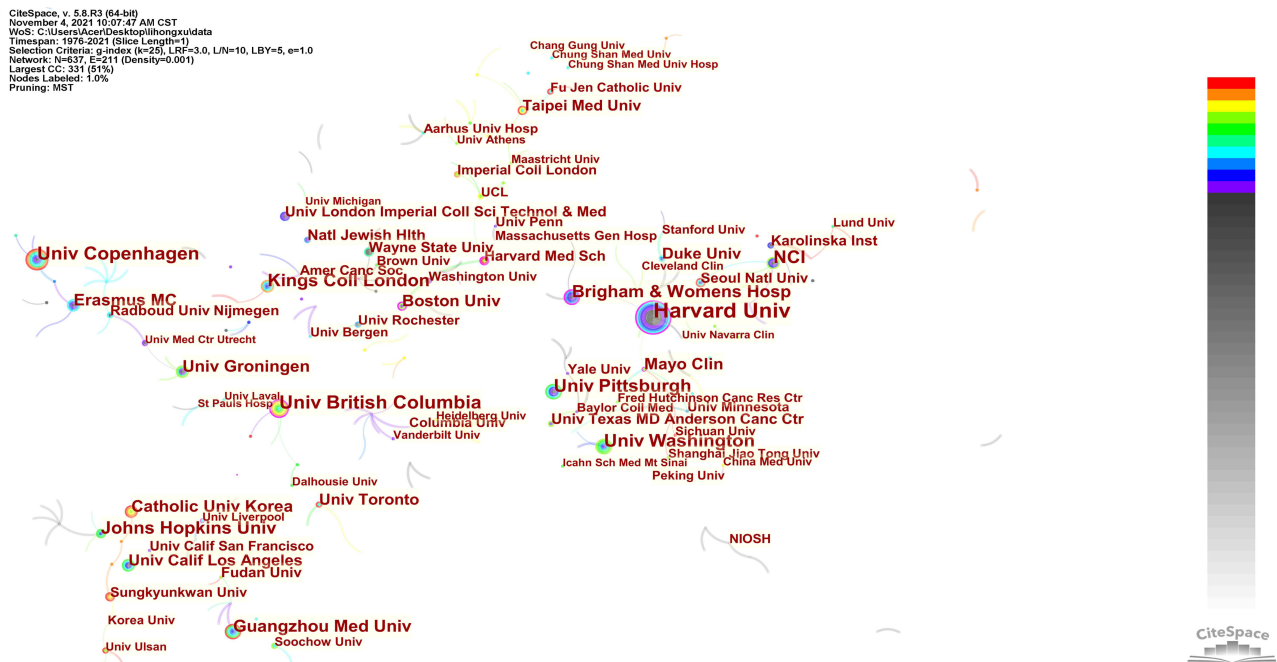 CiteSpace, v. 5.8.R3 (64-bit)
November 4, 2021 10:07:47 AM CST
WoS: C:\Users\Acer\Desktop\lihongxu\data
Timespan: 1976-2021 (Slice Length=1)
Selection Criteria: g-index (k=25), LRF=3.0, L/N=10, LBY=5, e=1.0
Network: N=637, E=211 (Density=0.001)
Largest CC: 331 (51%)
Nodes Labeled: 1.0%
Pruning: MST
Chang Gung Univ
Chung Shan Med Univ
Chung Shan Med Univ Hosp
Fu Jen Catholic Univ
Taipei Med Univ
Aarhus Univ Hosp
Univ Athens
Maastricht Univ
Imperial Coll London
UCL
Univ Michigan
Univ London Imperial Coll Sci Technol & Med
Univ Penn
Lund Univ
Stanford Univ
Natl Jewish Hlth
Massachusetts Gen Hosp
Karolinska Inst
Wayne State Univ
Univ Copenhagen
Duke Univ
Harvard Med Sch
NCI
Brown Univ
Cleveland Clin
Amer Canc Soc
Washington Univ
Seoul Natl Univ
Kings Coll London
Brigham & Womens Hosp
Erasmus MC
Boston Univ
Radboud Univ Nijmegen
Harvard Univ
Univ Rochester
Univ Bergen
Univ Navarra Clin
Univ Med Ctr Utrecht
Univ Groningen
Mayo Clin
Yale Univ
Univ Pittsburgh
Univ Laval
Fred Hutchinson Canc Res Ctr
St Pauls Hosp
Univ British Columbia
Baylor Coll Med
Univ Minnesota
Heidelberg Univ
Columbia Univ
Univ Texas MD Anderson Canc Ctr
Vanderbilt Univ
Sichuan Univ
Univ Washington
Shanghai Jiao Tong Univ
Icahn Sch Med Mt Sinai
China Med Univ
Peking Univ
Dalhousie Univ
Univ Toronto
Catholic Univ Korea
Univ Liverpool
Johns Hopkins Univ
NIOSH
Univ Calif San Francisco
Univ Calif Los Angeles
Fudan Univ
Sungkyunkwan Univ
Korea Univ
Guangzhou Med Univ
Soochow Univ
Univ Ulsan
CiteSpace